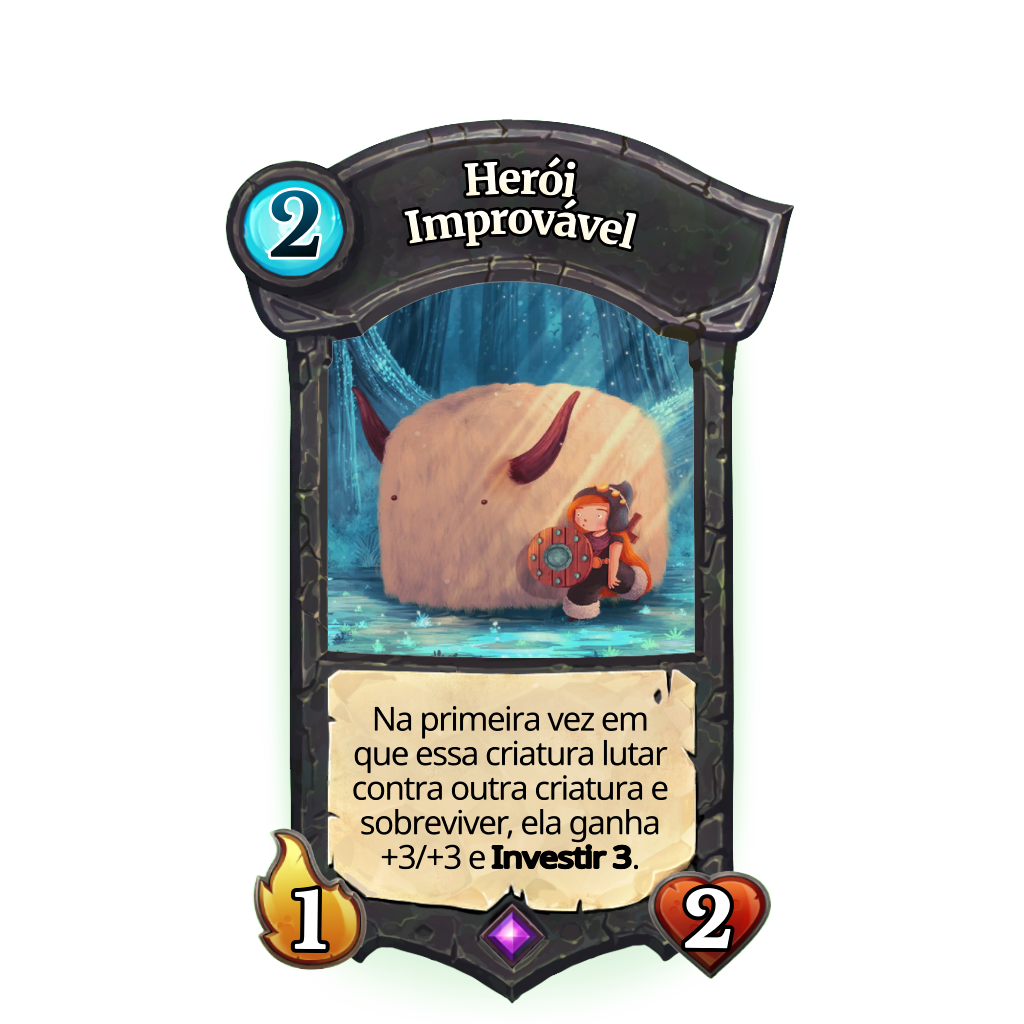 2
Herói
Improvável
Na primeira vez em
que essa criatura lutar
contra outra criatura e
sobreviver, ela ganha
+3/+3 e Investir 3.
1
2